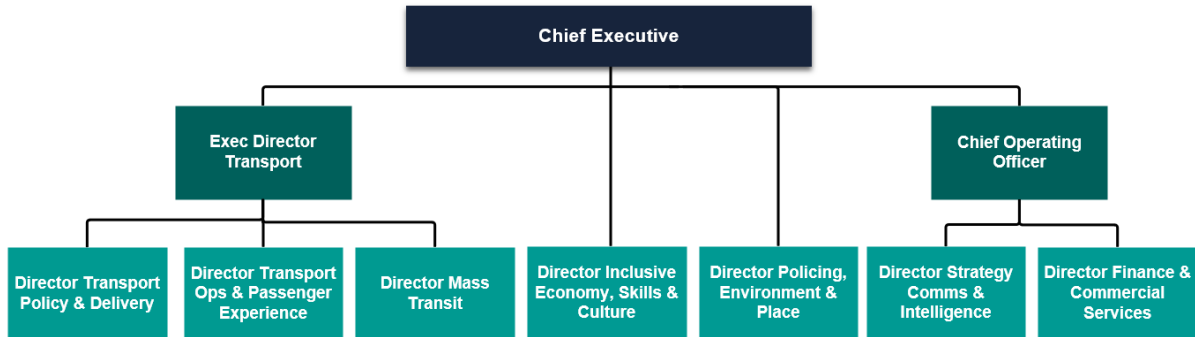 Chief Executive
Exec Director
Transport
Chief Operating
Officer
Director Transport
Policy & Delivery
Director Transport
Ops & Passenger
Experience
Director Mass
Transit
Director Inclusive
Economy, Skills &
Culture
Director Policing,
Environment &
Place
Director Strategy
Comms &
Intelligence
Director Finance &
Commercial
Services